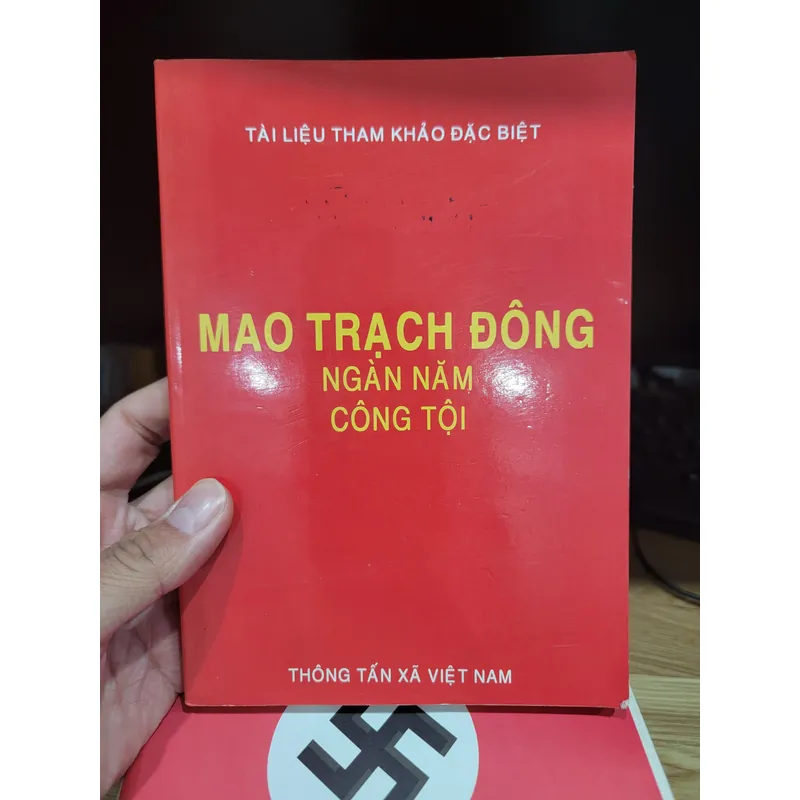 TÀI LIỆU THAM KHẢO ĐẶC BIỆT
MAO TRẠCH ĐÔNG
NGÀN NĂM
CÔNG TỘI
THÔNG TẤN XÃ VIỆT NAM